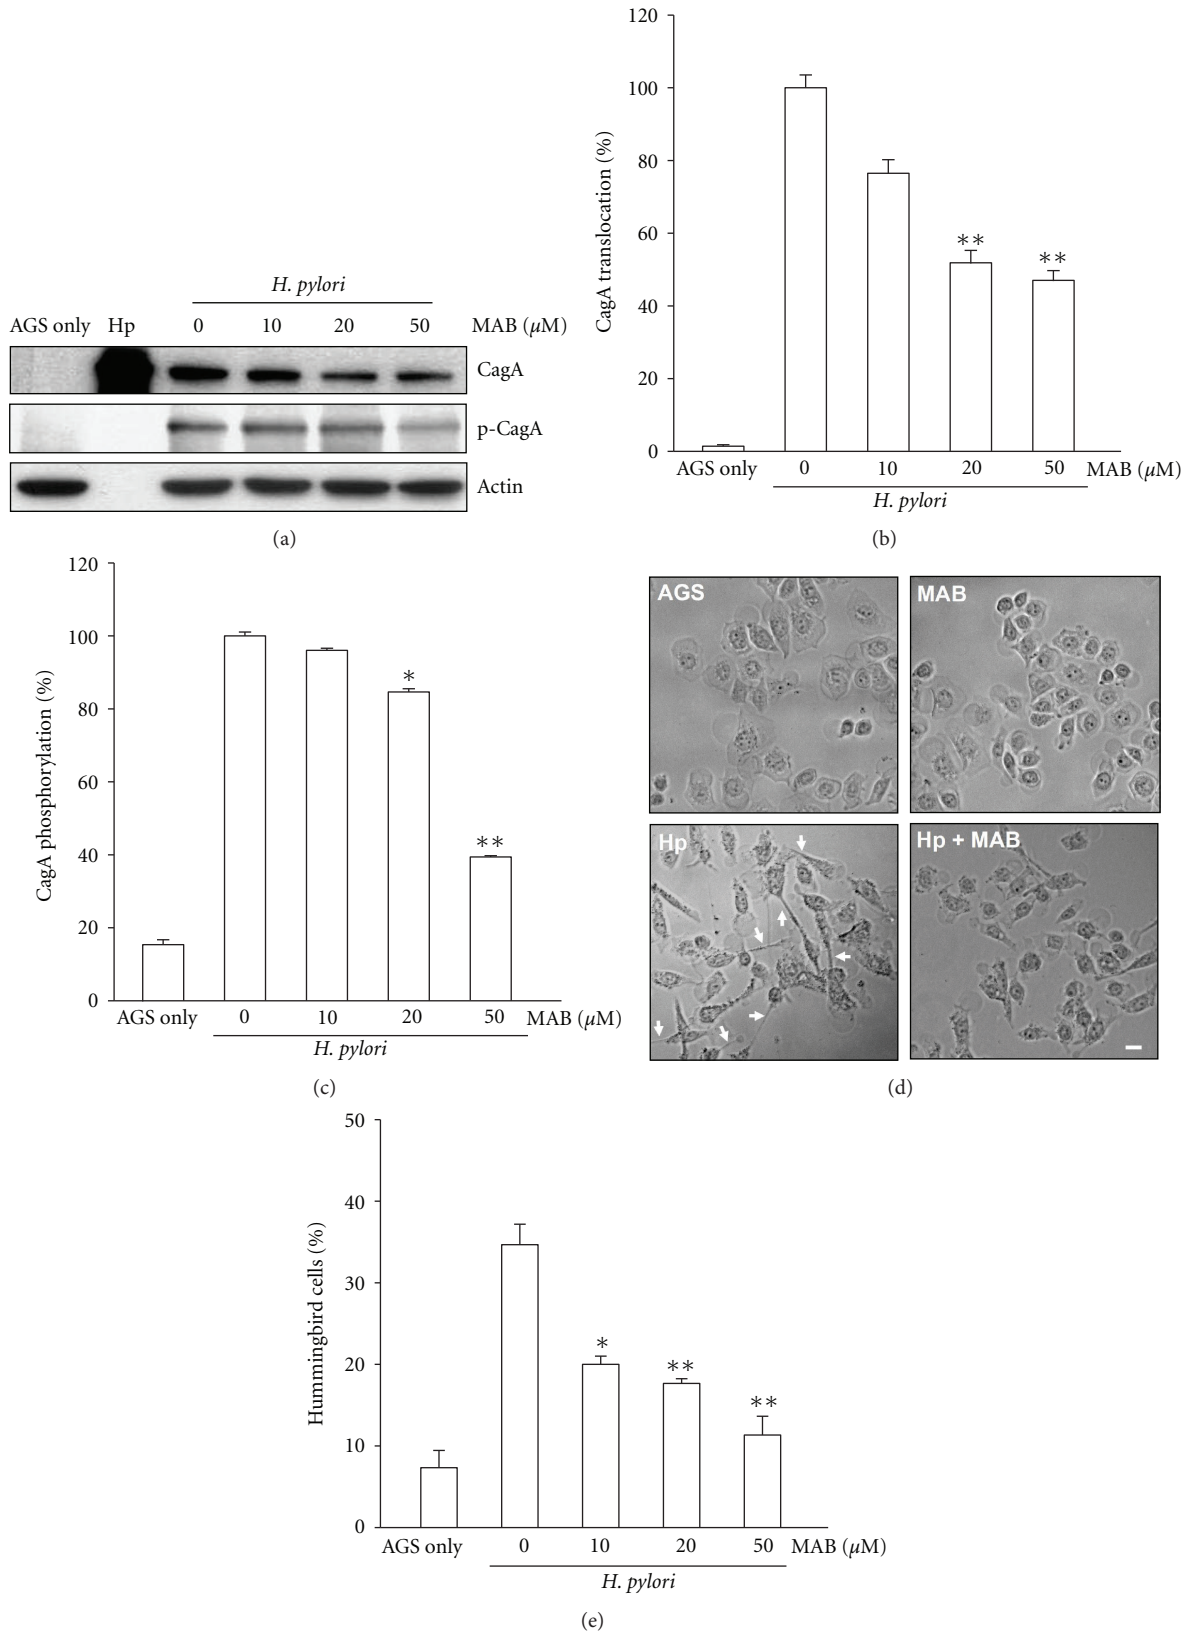 H. pylori
AGS only Hp 0 10 20 50 MAB (μM)
CagA
p-CagA
Actin
(a)
CagA translocation (%)
120
100
80
60
40
20
0
** **
AGS only 0 10 20 50 MAB (μM)
H. pylori
(b)
CagA phosphorylation (%)
120
100
80
60
40
20
0
*
**
AGS only 0 10 20 50 MAB (μM)
H. pylori
(c)
AGS MAB
Hp Hp + MAB
(d)
Hummingbird cells (%)
50
40
30
20
10
0
*
**
**
AGS only 0 10 20 50 MAB (μM)
H. pylori
(e)